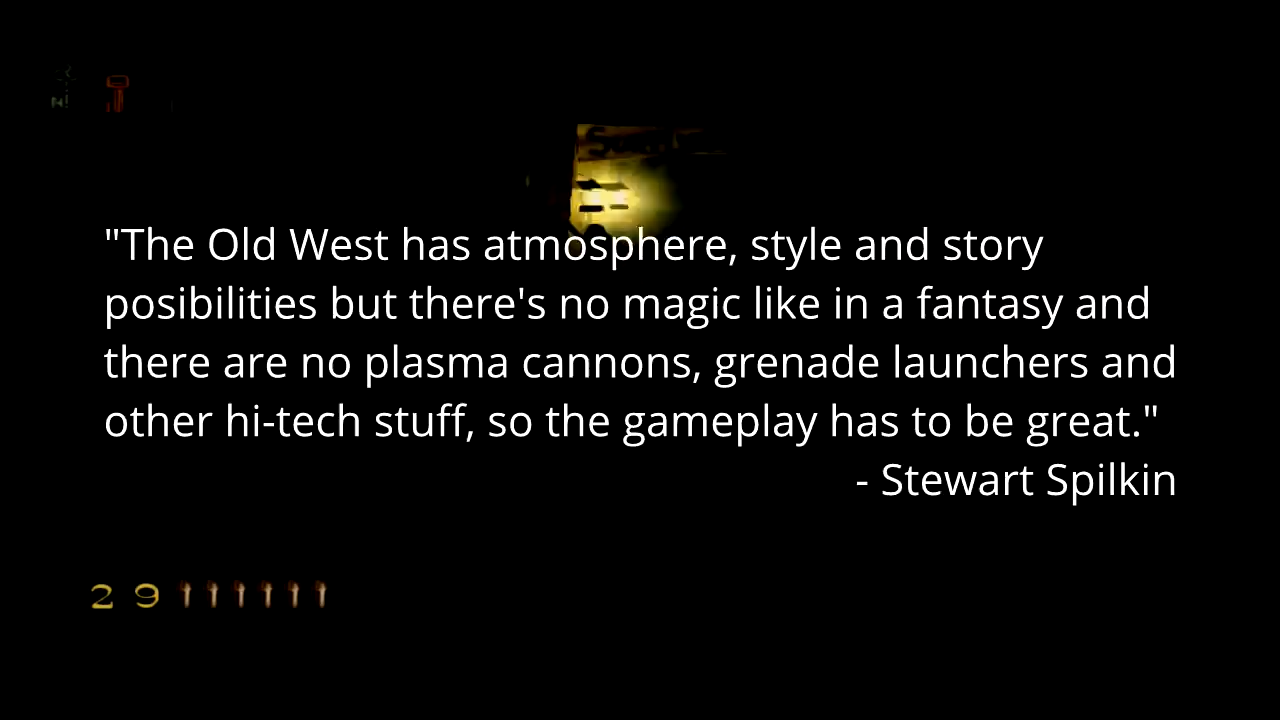 "The Old West has atmosphere, style and story
posibilities but there's no magic like in a fantasy and
there are no plasma cannons, grenade launchers and
other hi-tech stuff, so the gameplay has to be great."
- Stewart Spilkin
2 9